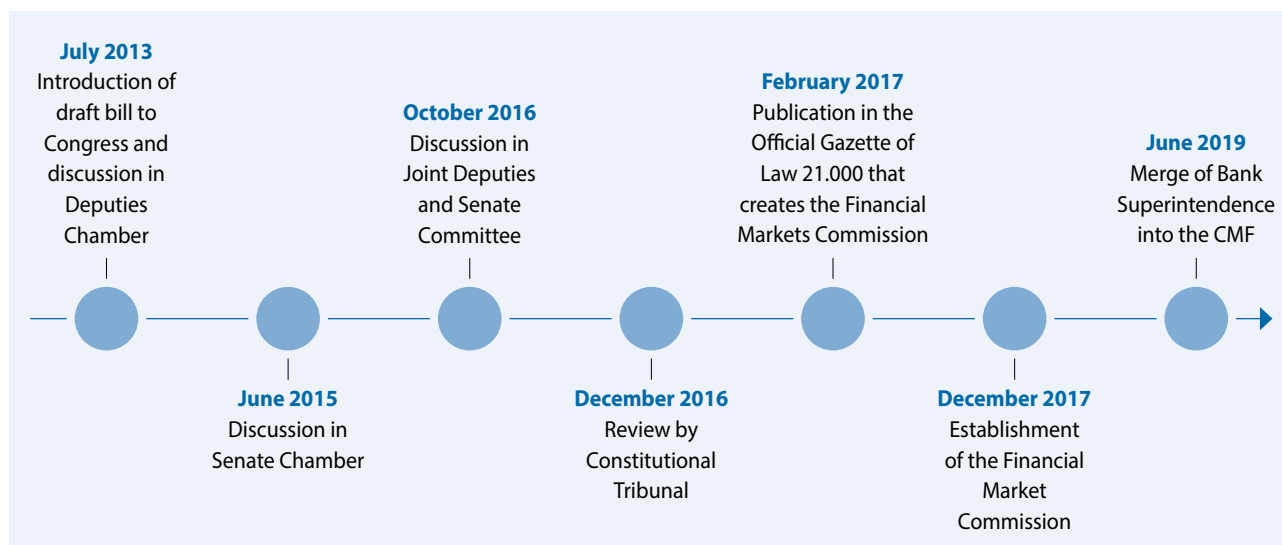 July 2013
Introduction of
draft bill to
Congress and
discussion in
Deputies
Chamber
June 2015
Discussion in
Senate Chamber
October 2016
Discussion in
Joint Deputies
and Senate
Committee
December 2016
Review by
Constitutional
Tribunal
February 2017
Publication in the
Official Gazette of
Law 21.000 that
creates the Financial
Markets Commission
December 2017
Establishment
of the Financial
Market
Commission
June 2019
Merge of Bank
Superintendence
into the CMF